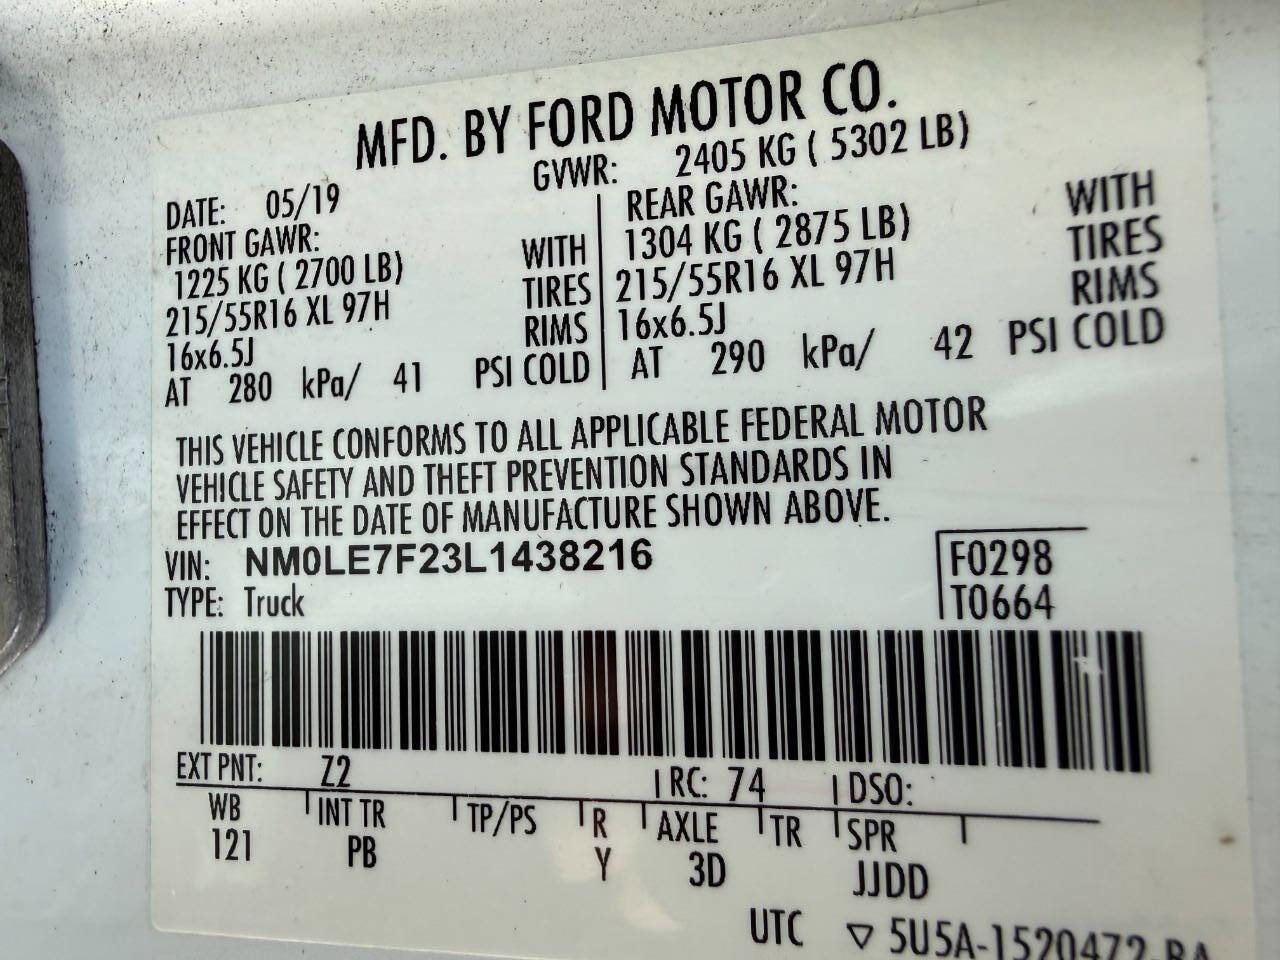 MFD. BY FORD MOTOR CO.
DATE: 05/19 GVWR: 2405 KG ( 5302 LB)
FRONT GAWR: REAR GAWR:
1225 KG ( 2700 LB) WITH 1304 KG ( 2875 LB) WITH
215/55R16 XL 97H TIRES 215/55R16 XL 97H TIRES
16x6.5J RIMS 16x6.5J RIMS
AT 280 kPa/ 41 PSI COLD AT 290 kPa/ 42 PSI COLD
THIS VEHICLE CONFORMS TO ALL APPLICABLE FEDERAL MOTOR
VEHICLE SAFETY AND THEFT PREVENTION STANDARDS IN
EFFECT ON THE DATE OF MANUFACTURE SHOWN ABOVE.
VIN: NM0LE7F23L1438216 F0298
TYPE: Truck T0664
EXT PNT: Z2 RC: 74 DSO:
WB INT TR TP/PS R AXLE TR SPR
121 PB Y 3D JJDD
UTC ▽ 5U5A-1520472-BA